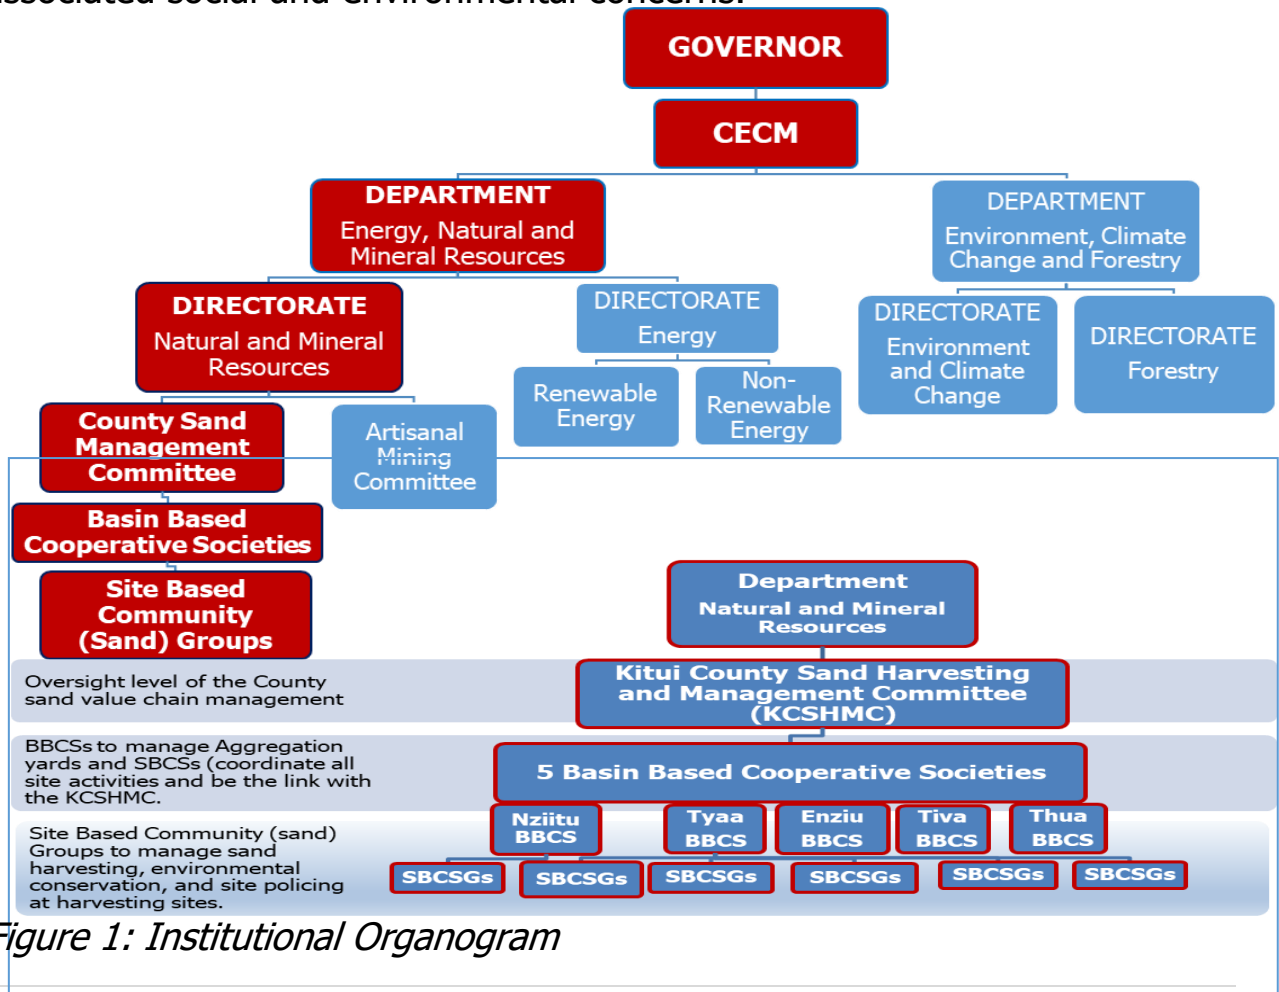 associated social and environmental concerns.
GOVERNOR
CECM
DEPARTMENT
Energy, Natural and
Mineral Resources
DEPARTMENT
Environment, Climate
Change and Forestry
DIRECTORATE
Natural and Mineral
Resources
DIRECTORATE
Energy
DIRECTORATE
Environment
and Climate
Change
DIRECTORATE
Forestry
Renewable
Energy
Non-
Renewable
Energy
County Sand
Management
Committee
Artisanal
Mining
Committee
Basin Based
Cooperative Societies
Site Based
Community
(Sand) Groups
Department
Natural and Mineral
Resources
Oversight level of the County
sand value chain management
Kitui County Sand Harvesting
and Management Committee
(KCSHMC)
BBCSs to manage Aggregation
yards and SBCSs (coordinate all
site activities and be the link with
the KCSHMC.
5 Basin Based Cooperative Societies
Nziitu
BBCS
Tyaa
BBCS
Enziu
BBCS
Tiva
BBCS
Thua
BBCS
Site Based Community (sand)
Groups to manage sand
harvesting, environmental
conservation, and site policing
at harvesting sites.
SBCSGs
SBCSGs
SBCSGs
SBCSGs
SBCSGs
SBCSGs
Figure 1: Institutional Organogram